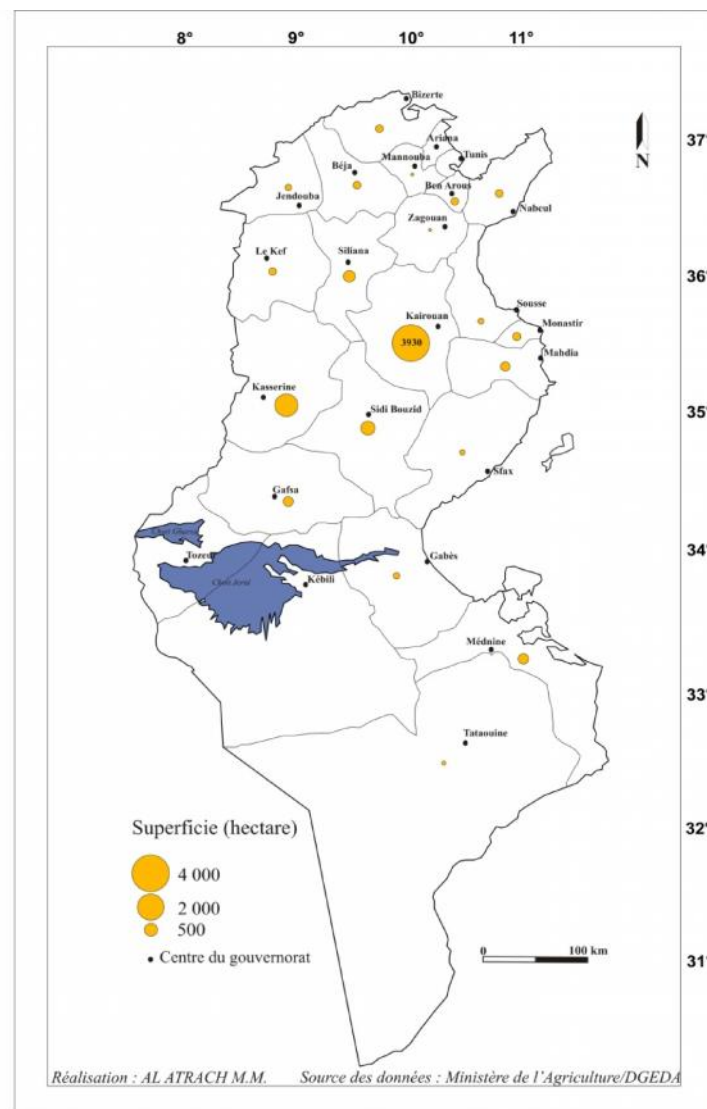 8° 9° 10° 11°
Bizerte
37°
Ariana
Tunis
Mannouba
Béja
N
Ben Arous
Jendouba
Nabeul
Zagouan
Le Kef
Siliana
36°
Sousse
Kairouan
Monastir
3930
Mahdia
Kasserine
Sidi Bouzid
35°
Sfax
Gafsa
34°
Tozeur
Gabès
Chott Jerid
Kébili
Médnine
33°
Tataouine
32°
Superficie (hectare)
4 000
2 000
500
Centre du gouvernorat
0 100 km
31°
Réalisation : AL ATRACH M.M. Source des données : Ministère de l'Agriculture/DGEDA